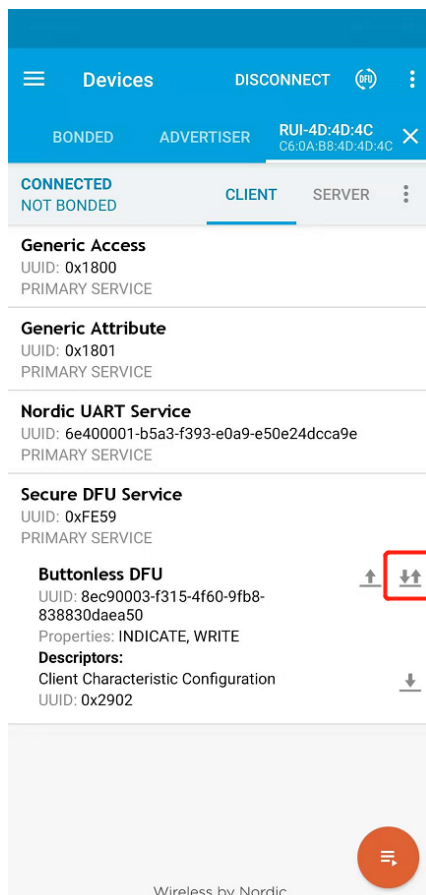 Devices
DISCONNECT
DFU
BONDED
ADVERTISER
RUI-4D:4D:4C
C6:0A:B8:4D:4D:4C
CONNECTED
NOT BONDED
CLIENT
SERVER
Generic Access
UUID: 0x1800
PRIMARY SERVICE
Generic Attribute
UUID: 0x1801
PRIMARY SERVICE
Nordic UART Service
UUID: 6e400001-b5a3-f393-e0a9-e50e24dcca9e
PRIMARY SERVICE
Secure DFU Service
UUID: 0xFE59
PRIMARY SERVICE
Buttonless DFU
UUID: 8ec90003-f315-4f60-9fb8-
838830daea50
Properties: INDICATE, WRITE
Descriptors:
Client Characteristic Configuration
UUID: 0x2902
Wireless by Nordic